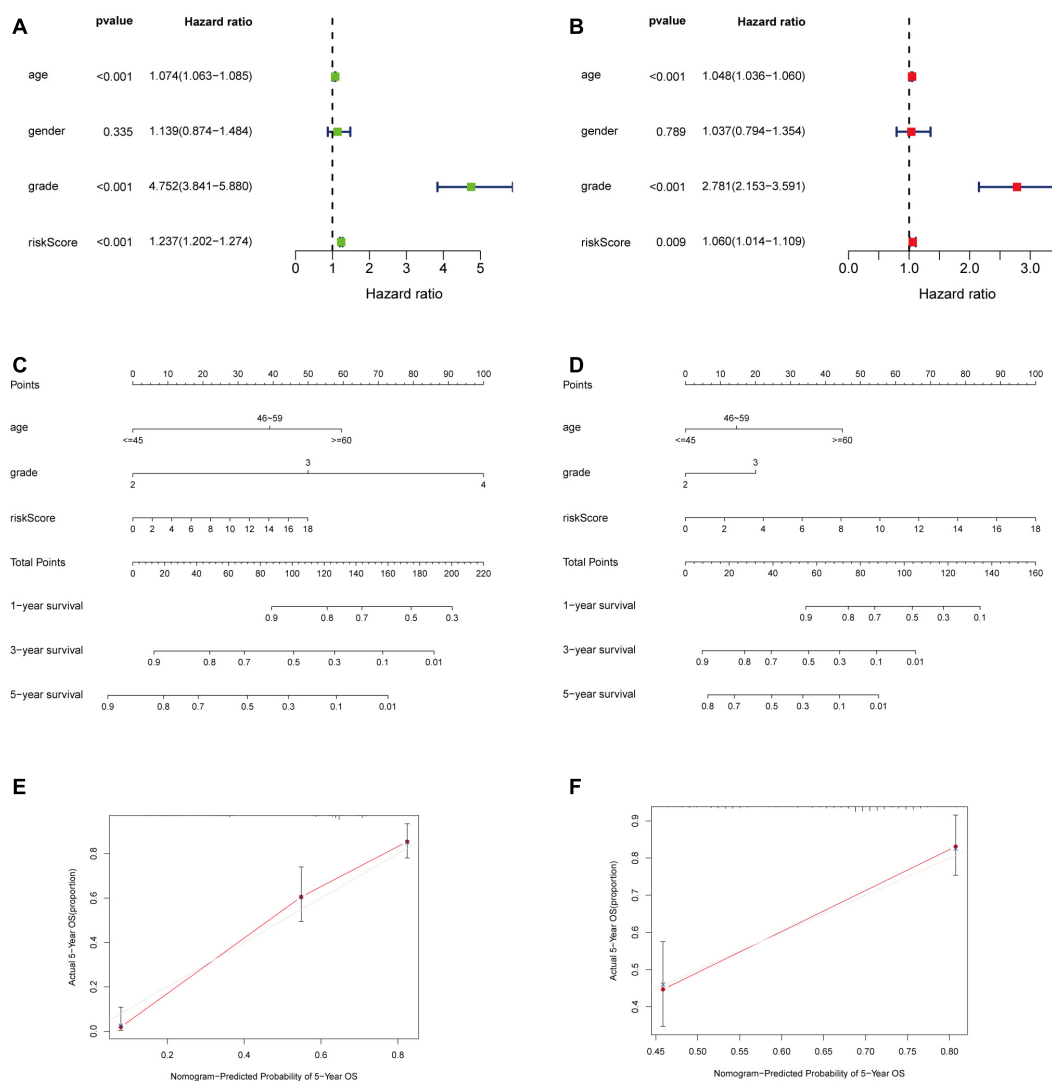 A
pvalue Hazard ratio
age <0.001 1.074(1.063−1.085)
gender 0.335 1.139(0.874−1.484)
grade <0.001 4.752(3.841−5.880)
riskScore <0.001 1.237(1.202−1.274)
0 1 2 3 4 5
Hazard ratio
B
pvalue Hazard ratio
age <0.001 1.048(1.036−1.060)
gender 0.789 1.037(0.794−1.354)
grade <0.001 2.781(2.153−3.591)
riskScore 0.009 1.060(1.014−1.109)
0.0 1.0 2.0 3.0
Hazard ratio
C
Points 0 10 20 30 40 50 60 70 80 90 100
age <=45 46~59 >=60
grade 2 3 4
riskScore 0 2 4 6 8 10 12 14 16 18
Total Points 0 20 40 60 80 100 120 140 160 180 200 220
1−year survival 0.9 0.8 0.7 0.5 0.3
3−year survival 0.9 0.8 0.7 0.5 0.3 0.1 0.01
5−year survival 0.9 0.8 0.7 0.5 0.3 0.1 0.01
D
Points 0 10 20 30 40 50 60 70 80 90 100
age <=45 46~59 >=60
grade 2 3
riskScore 0 2 4 6 8 10 12 14 16 18
Total Points 0 20 40 60 80 100 120 140 160
1−year survival 0.9 0.8 0.7 0.5 0.3 0.1
3−year survival 0.9 0.8 0.7 0.5 0.3 0.1 0.01
5−year survival 0.8 0.7 0.5 0.3 0.1 0.01
E
Actual 5−Year OS(proportion)
0.8
0.6
0.4
0.2
0.0
0.2 0.4 0.6 0.8
Nomogram−Predicted Probability of 5−Year OS
F
Actual 5−Year OS(proportion)
0.9
0.8
0.7
0.6
0.5
0.4
0.45 0.50 0.55 0.60 0.65 0.70 0.75 0.80
Nomogram−Predicted Probability of 5−Year OS